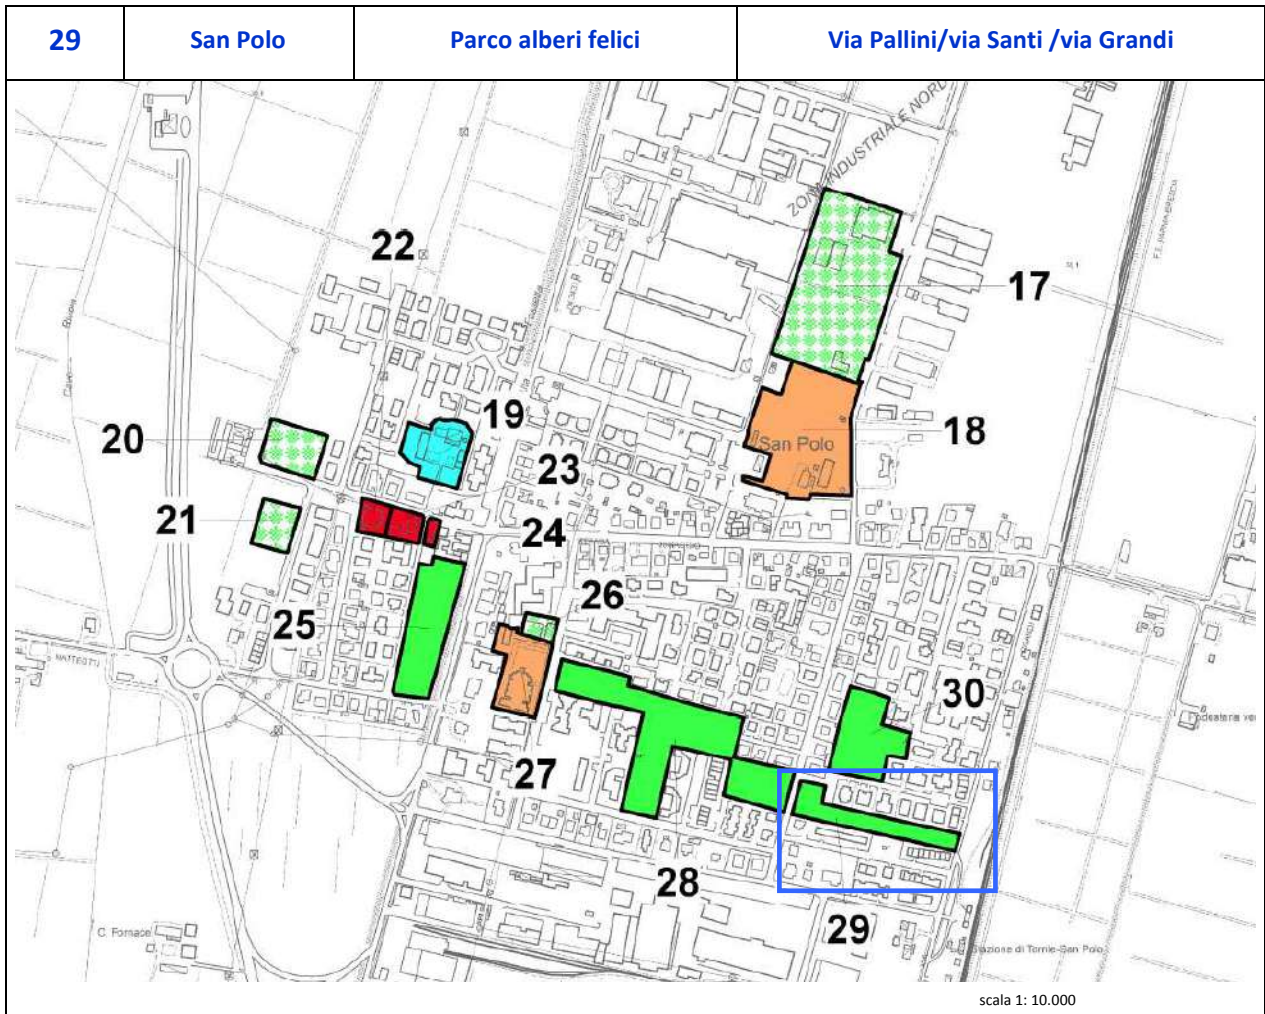 29 San Polo Parco alberi felici Via Pallini/via Santi /via Grandi
ZONA INDUSTRIALE NORD
22
17
19
20
18
San Polo
23
21
24
26
25
30
27
28
29
C. Fornace
Stazione di Torrile-San Polo
scala 1: 10.000